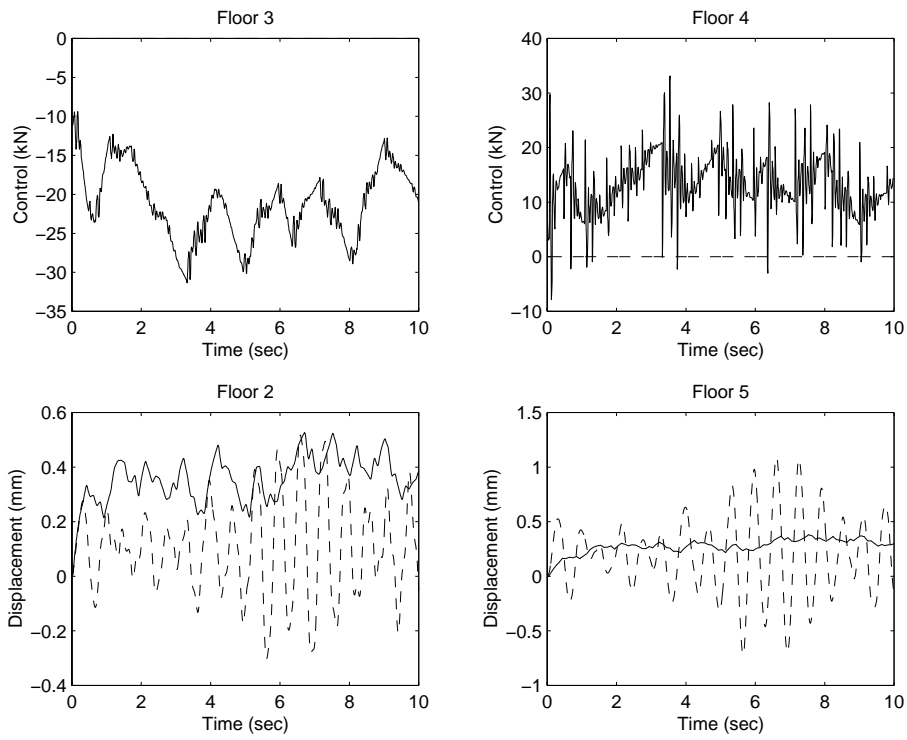 Floor 3
0
−5
−10
−15
−20
−25
−30
−35
Control (kN)
0 2 4 6 8 10
Time (sec)
Floor 4
40
30
20
10
0
−10
Control (kN)
0 2 4 6 8 10
Time (sec)
Floor 2
0.6
0.4
0.2
0
−0.2
−0.4
Displacement (mm)
0 2 4 6 8 10
Time (sec)
Floor 5
1.5
1
0.5
0
−0.5
−1
Displacement (mm)
0 2 4 6 8 10
Time (sec)